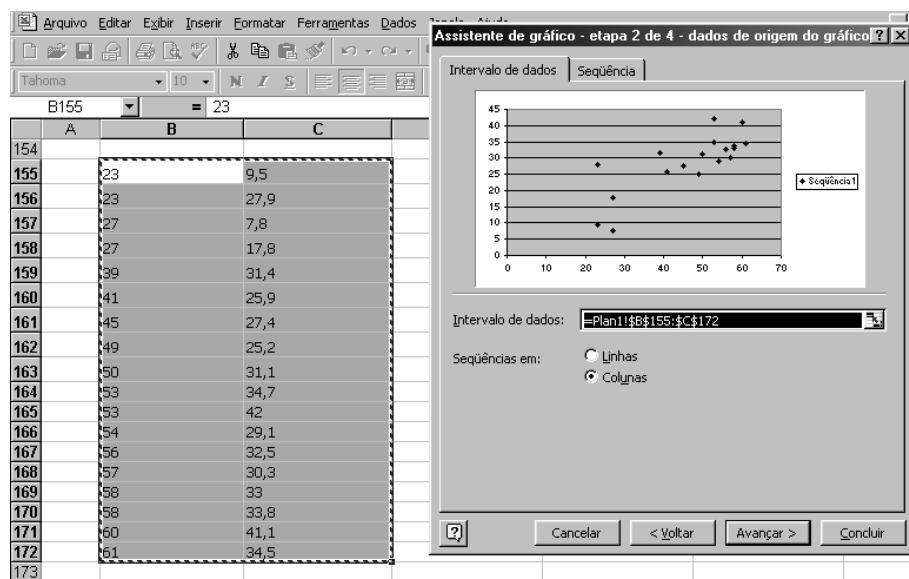 Arquivo Editar Exibir Inserir Formatar Ferramentas Dados
Tahoma 10 N I S
B155 = 23
A B C
154
155 23 9,5
156 23 27,9
157 27 7,8
158 27 17,8
159 39 31,4
160 41 25,9
161 45 27,4
162 49 25,2
163 50 31,1
164 53 34,7
165 53 42
166 54 29,1
167 56 32,5
168 57 30,3
169 58 33
170 58 33,8
171 60 41,1
172 61 34,5
173
Assistente de gráfico - etapa 2 de 4 - dados de origem do gráfico ? X
Intervalo de dados Seqüência
45
40
35
30
25
20
15
10
5
0
0 10 20 30 40 50 60 70
Seqüência1
Intervalo de dados: =Plan1!$B$155:$C$172
Seqüências em: Linhas
Colunas
? Cancelar < Voltar Avançar > Concluir